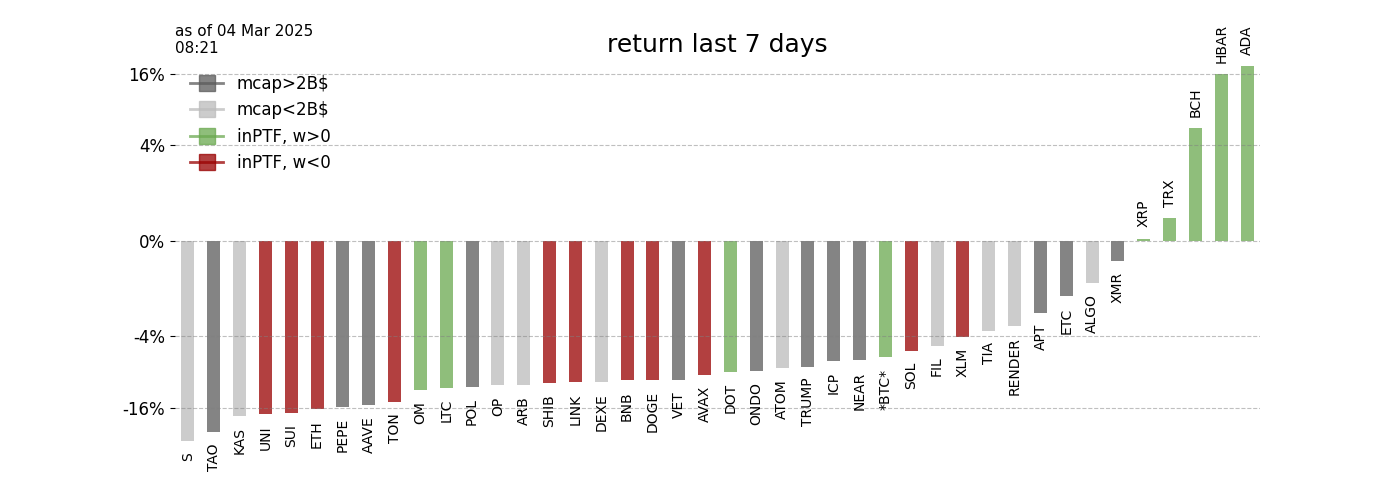 as of 04 Mar 2025
08:21
return last 7 days
mcap>2B$
mcap<2B$
inPTF, w>0
inPTF, w<0
16%
4%
0%
-4%
-16%
S
TAO
KAS
UNI
SUI
ETH
PEPE
AAVE
TON
OM
LTC
POL
OP
ARB
SHIB
LINK
DEXE
BNB
DOGE
VET
AVAX
DOT
ONDO
ATOM
TRUMP
ICP
NEAR
*BTC*
SOL
FIL
XLM
TIA
RENDER
APT
ETC
ALGO
XMR
XRP
TRX
BCH
HBAR
ADA